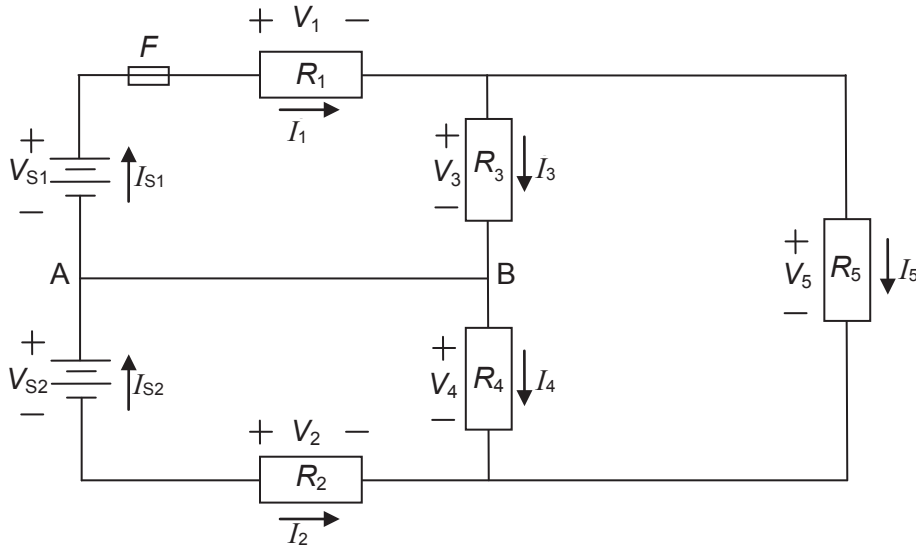 + V1 −
F
R1
I1
+
VS1
−
IS1
+
V3
−
R3
I3
A
B
+
V5
−
R5
I5
+
VS2
−
IS2
+
V4
−
R4
I4
+ V2 −
R2
I2